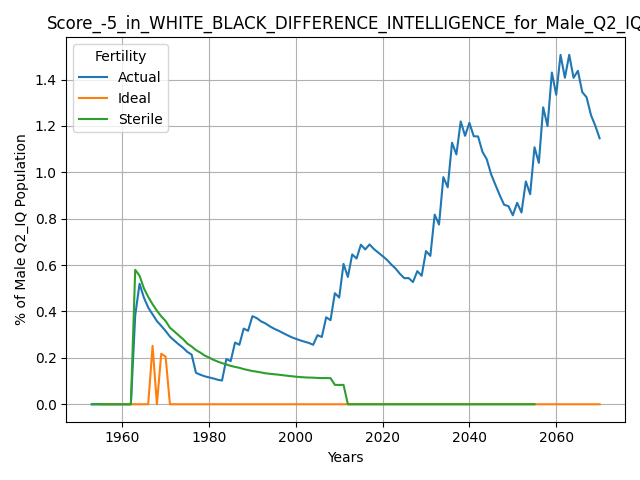 Score_-5_in_WHITE_BLACK_DIFFERENCE_INTELLIGENCE_for_Male_Q2_IQ
Fertility
Actual
Ideal
Sterile
% of Male Q2_IQ Population
1.4
1.2
1.0
0.8
0.6
0.4
0.2
0.0
1960 1980 2000 2020 2040 2060
Years